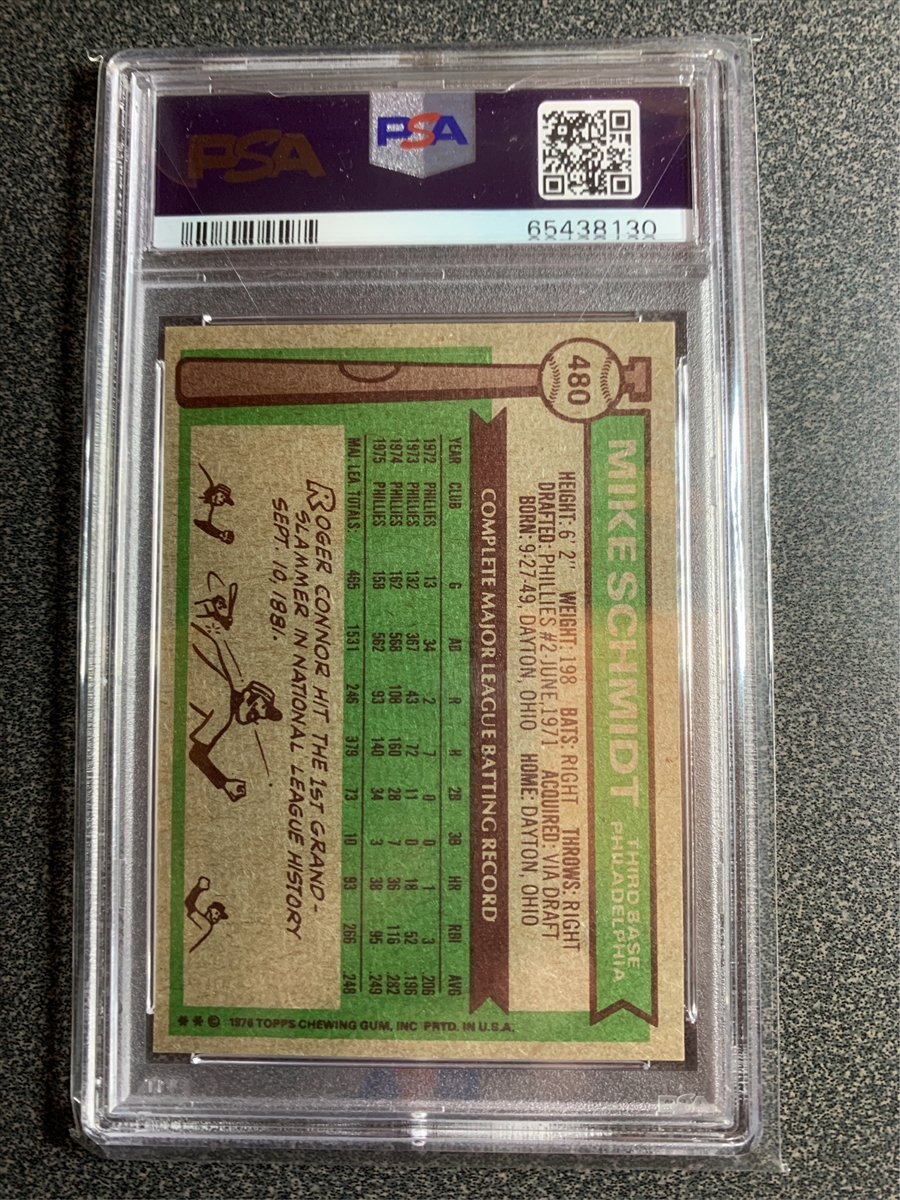 PSA
PSA
65438130
480
MIKE SCHMIDT THIRD BASE
PHILADELPHIA
HEIGHT: 6' 2" WEIGHT: 198 BATS: RIGHT THROWS: RIGHT
DRAFTED: PHILLIES #2-JUNE, 1971 ACQUIRED: VIA DRAFT
BORN: 9-27-49, DAYTON, OHIO HOME: DAYTON, OHIO
COMPLETE MAJOR LEAGUE BATTING RECORD
YEAR CLUB G AB R H 2B 3B HR RBI AVG
1972 PHILLIES 13 34 2 7 0 0 1 3 .206
1973 PHILLIES 132 367 43 72 11 0 18 52 .196
1974 PHILLIES 162 568 108 160 28 7 36 116 .282
1975 PHILLIES 158 562 93 140 34 3 38 95 .249
MAJ. LEA. TOTALS: 465 1531 246 379 73 10 93 266 .248
ROGER CONNOR HIT THE 1ST GRAND-
SLAMMER IN NATIONAL LEAGUE HISTORY
SEPT. 10, 1881.
** © 1976 TOPPS CHEWING GUM, INC PRTD. IN U.S.A.
PSA